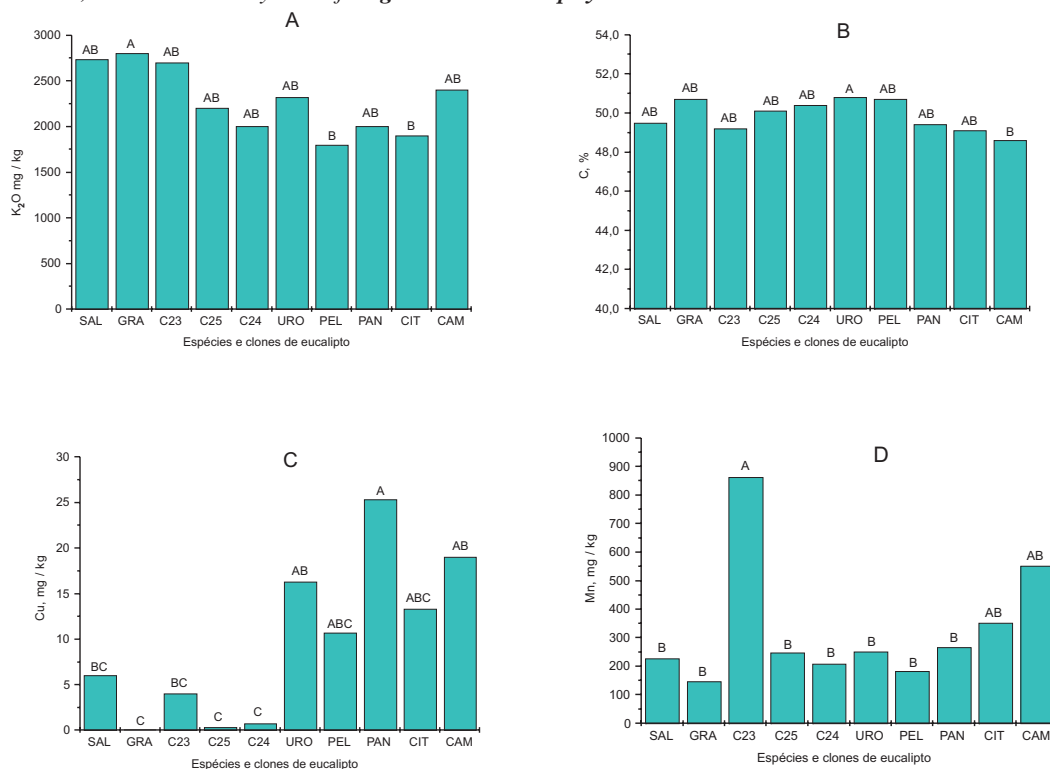 A
3000
2500
2000
1500
1000
500
0
K₂O mg / kg
AB A AB AB AB AB B AB B AB
SAL GRA C23 C25 C24 URO PEL PAN CIT CAM
Espécies e clones de eucalipto
B
54,0
52,0
50,0
48,0
46,0
44,0
42,0
40,0
C, %
AB AB AB AB AB A AB AB AB B
SAL GRA C23 C25 C24 URO PEL PAN CIT CAM
Espécies e clones de eucalipto
C
30
25
20
15
10
5
0
Cu, mg / kg
BC C BC C C AB ABC A ABC AB
SAL GRA C23 C25 C24 URO PEL PAN CIT CAM
Espécies e clones de eucalipto
D
1000
900
800
700
600
500
400
300
200
100
0
Mn, mg / kg
B B A B B B B B AB AB
SAL GRA C23 C25 C24 URO PEL PAN CIT CAM
Espécies e clones de eucalipto